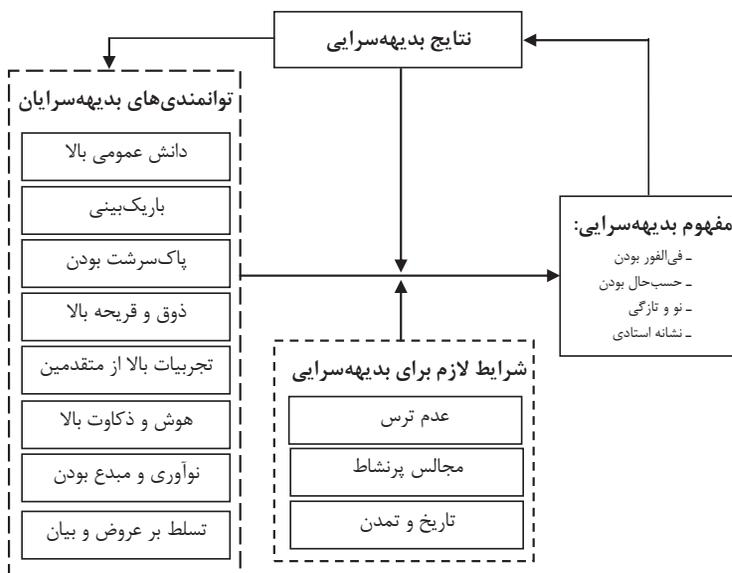 نتایج بدیهه‌سرایی
مفهوم بدیهه‌سرایی:
ـ فی‌الفور بودن
ـ حسب‌حال بودن
ـ نو و تازگی
ـ نشانه استادی
شرایط لازم برای بدیهه‌سرایی
عدم ترس
مجالس پرنشاط
تاریخ و تمدن
توانمندی‌های بدیهه‌سرایان
دانش عمومی بالا
باریک‌بینی
پاک‌سرشت بودن
ذوق و قریحه بالا
تجربیات بالا از متقدمین
هوش و ذکاوت بالا
نوآوری و مبدع بودن
تسلط بر عروض و بیان